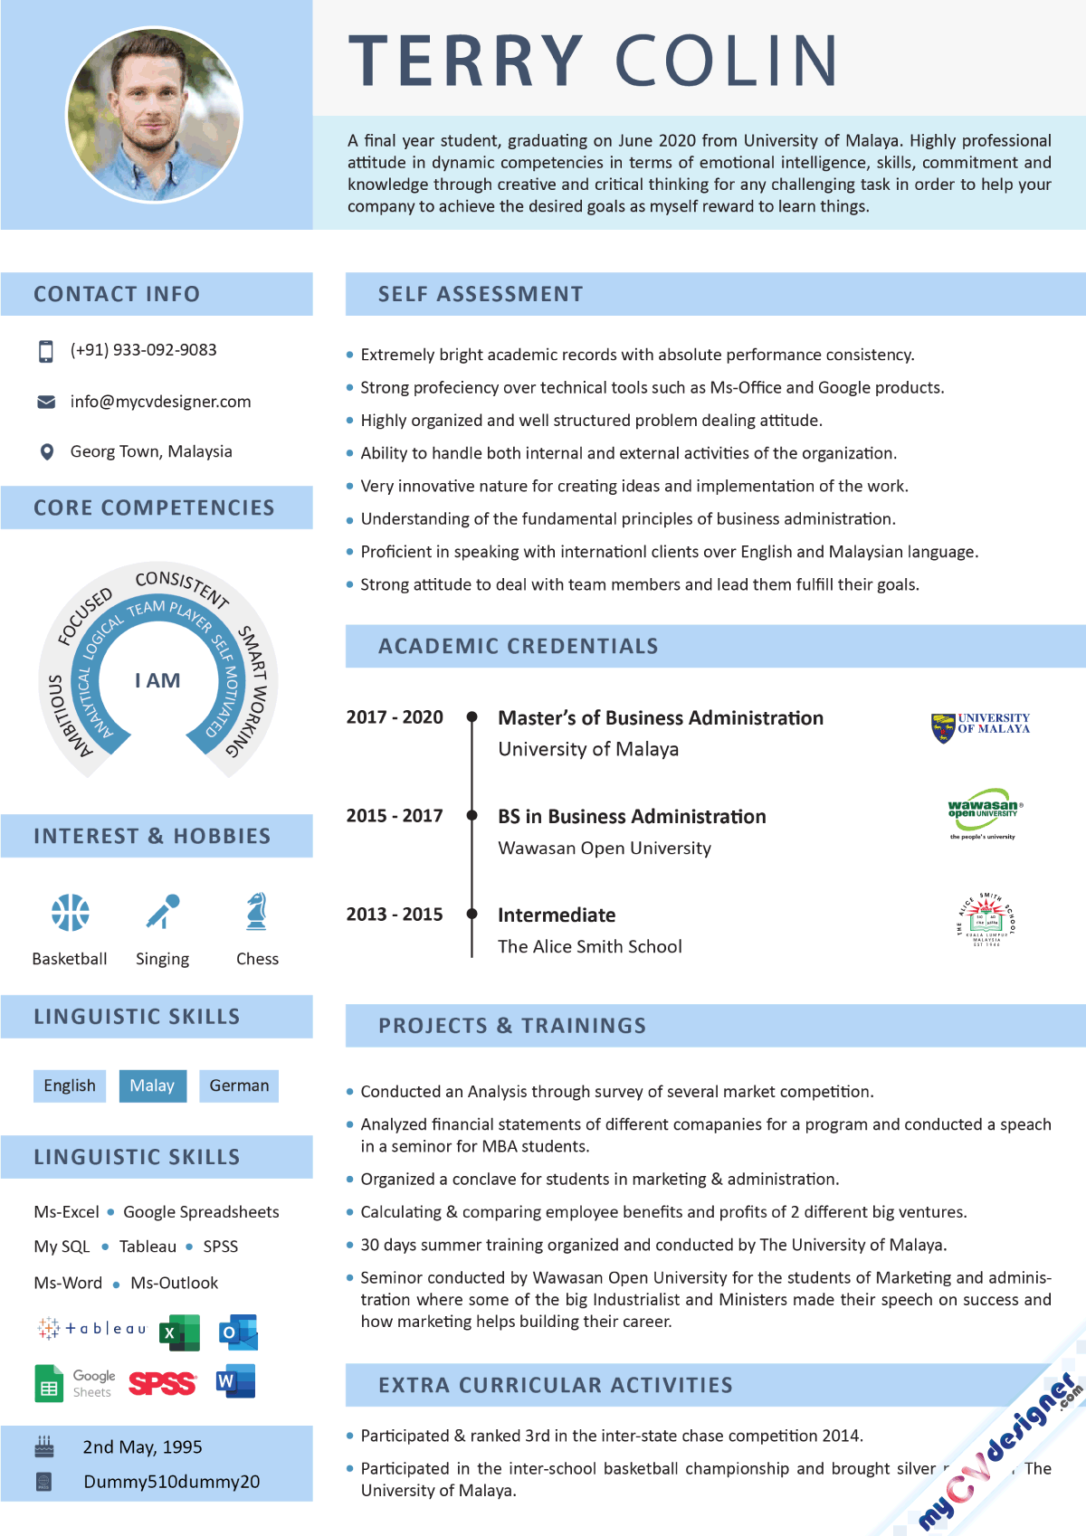 TERRY COLIN
A final year student, graduating on June 2020 from University of Malaya. Highly professional
attitude in dynamic competencies in terms of emotional intelligence, skills, commitment and
knowledge through creative and critical thinking for any challenging task in order to help your
company to achieve the desired goals as myself reward to learn things.
CONTACT INFO
(+91) 933-092-9083
info@mycvdesigner.com
Georg Town, Malaysia
CORE COMPETENCIES
AMBITIOUS FOCUSED CONSISTENT SMART WORKING
ANALYTICAL LOGICAL TEAM PLAYER SELF MOTIVATED
I AM
INTEREST & HOBBIES
Basketball Singing Chess
LINGUISTIC SKILLS
English Malay German
LINGUISTIC SKILLS
Ms-Excel • Google Spreadsheets
My SQL • Tableau • SPSS
Ms-Word • Ms-Outlook
+ a b | e a u
X
O
Google
Sheets
SPSS
W
2nd May, 1995
Dummy510dummy20
SELF ASSESSMENT
• Extremely bright academic records with absolute performance consistency.
• Strong profeciency over technical tools such as Ms-Office and Google products.
• Highly organized and well structured problem dealing attitude.
• Ability to handle both internal and external activities of the organization.
• Very innovative nature for creating ideas and implementation of the work.
• Understanding of the fundamental principles of business administration.
• Proficient in speaking with internationl clients over English and Malaysian language.
• Strong attitude to deal with team members and lead them fulfill their goals.
ACADEMIC CREDENTIALS
2017 - 2020 Master's of Business Administration
University of Malaya
UNIVERSITY
OF MALAYA
2015 - 2017 BS in Business Administration
Wawasan Open University
wawasan®
open UNIVERSITY
the people's university
2013 - 2015 Intermediate
The Alice Smith School
THE ALICE SMITH SCHOOL
KUALA LUMPUR
MALAYSIA
EST 1946
PROJECTS & TRAININGS
• Conducted an Analysis through survey of several market competition.
• Analyzed financial statements of different comapanies for a program and conducted a speach
in a seminor for MBA students.
• Organized a conclave for students in marketing & administration.
• Calculating & comparing employee benefits and profits of 2 different big ventures.
• 30 days summer training organized and conducted by The University of Malaya.
• Seminor conducted by Wawasan Open University for the students of Marketing and adminis-
tration where some of the big Industrialist and Ministers made their speech on success and
how marketing helps building their career.
EXTRA CURRICULAR ACTIVITIES
• Participated & ranked 3rd in the inter-state chase competition 2014.
• Participated in the inter-school basketball championship and brought silver The
University of Malaya.
myCVdesigner.com